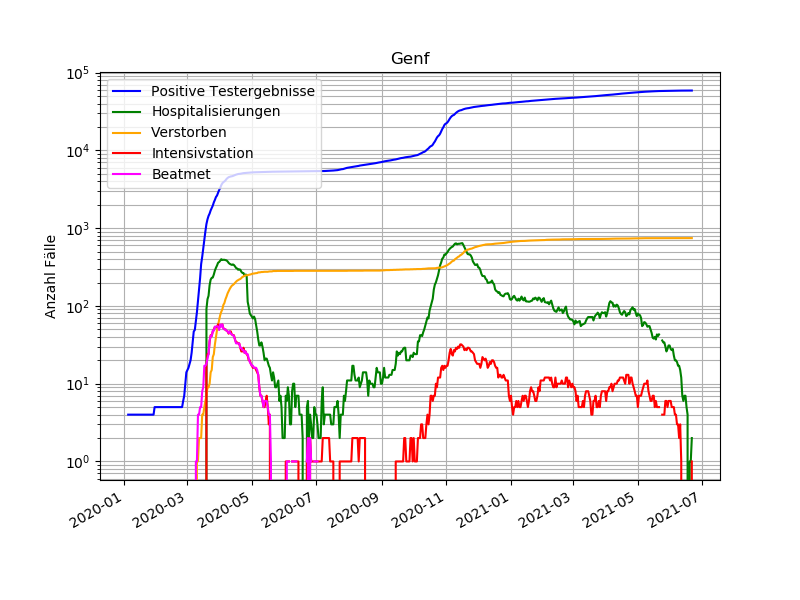 Genf
10^5
10^4
10^3
10^2
10^1
10^0
Anzahl Fälle
Positive Testergebnisse
Hospitalisierungen
Verstorben
Intensivstation
Beatmet
2020-01
2020-03
2020-05
2020-07
2020-09
2020-11
2021-01
2021-03
2021-05
2021-07